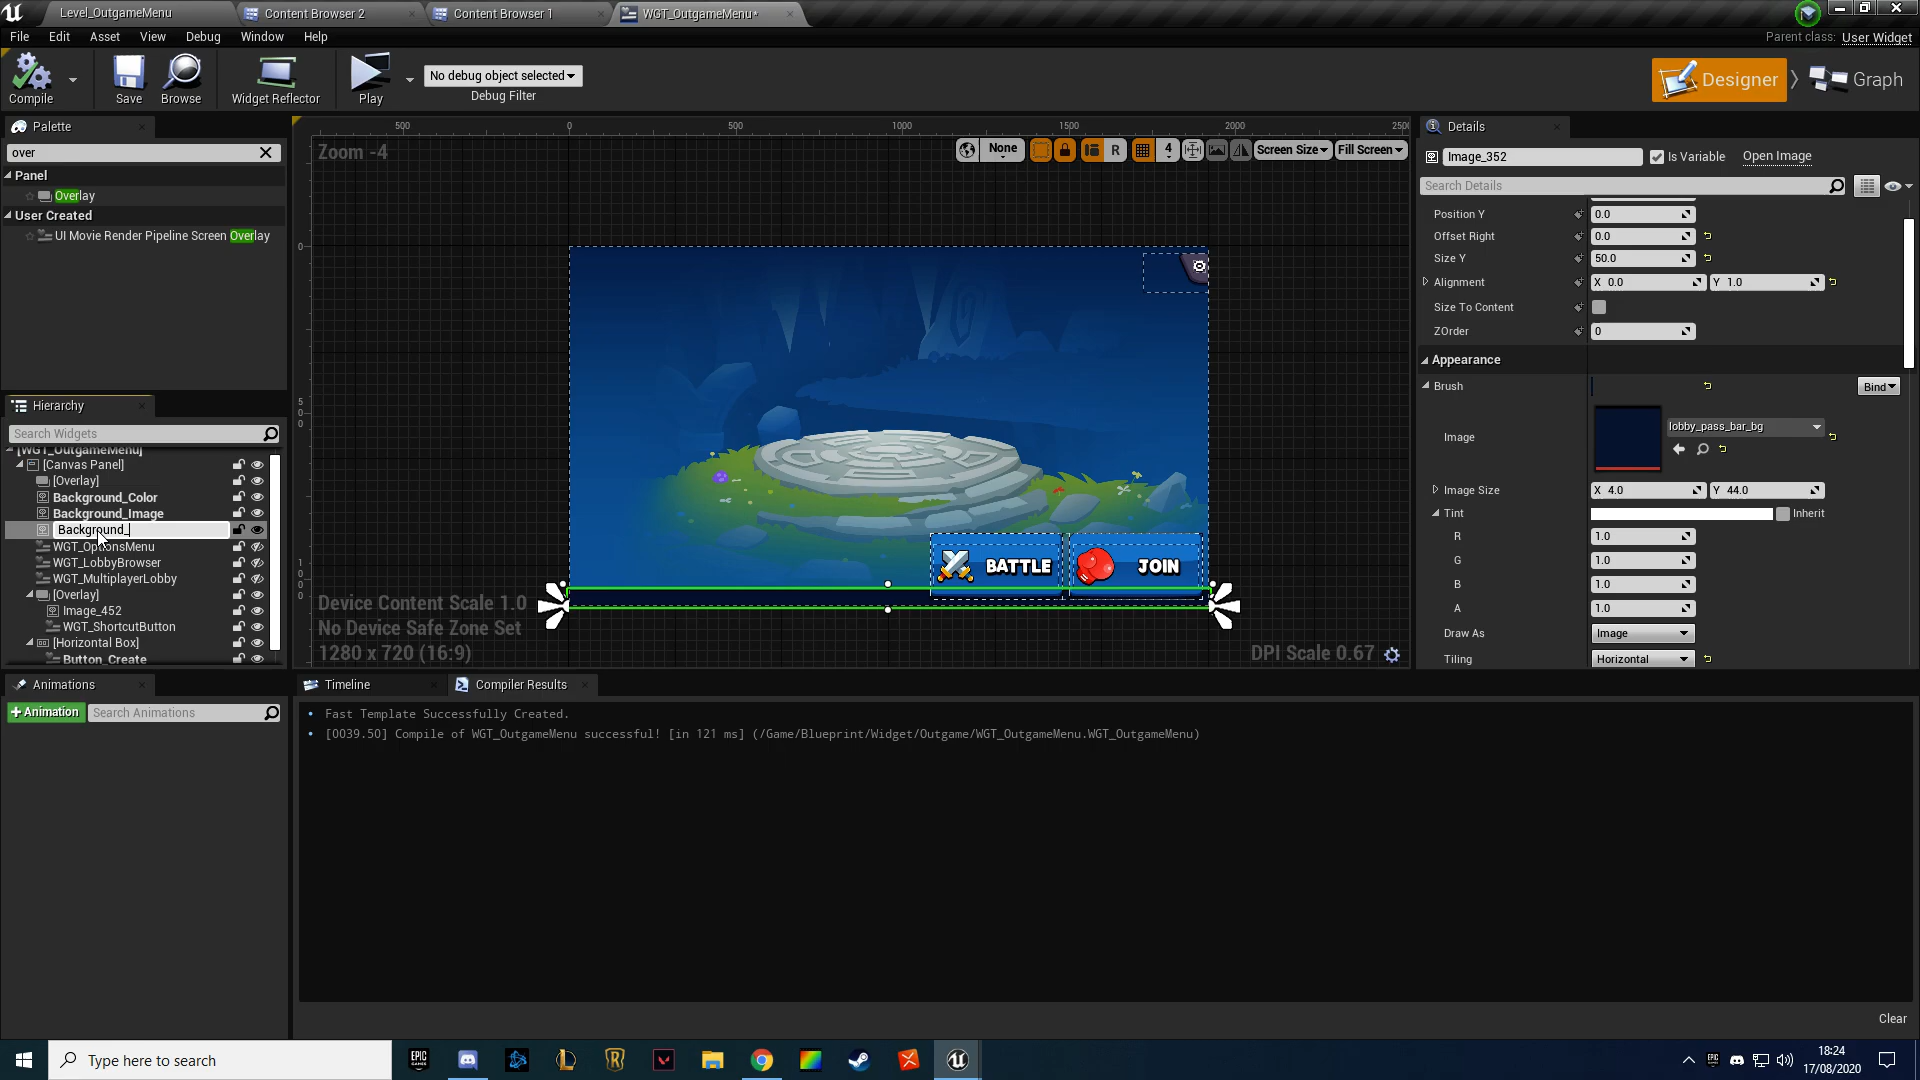 Level_OutgameMenu
Content Browser 2
Content Browser 1
WGT_OutgameMenu*
File Edit Asset View Debug Window Help
Parent class: User Widget
Compile
Save
Browse
Widget Reflector
Play
No debug object selected
Debug Filter
Designer
Graph
Palette
over
Panel
Overlay
User Created
UI Movie Render Pipeline Screen Overlay
Hierarchy
Search Widgets
[WGT_OutgameMenu]
[Canvas Panel]
[Overlay]
Background_Color
Background_Image
Background_
WGT_OptionsMenu
WGT_LobbyBrowser
WGT_MultiplayerLobby
[Overlay]
Image_452
WGT_ShortcutButton
[Horizontal Box]
Button_Create
500 0 500 1000 1500 2000 2500
Zoom -4
None
R
4
Screen Size
Fill Screen
0
500
1000
BATTLE
JOIN
Device Content Scale 1.0
No Device Safe Zone Set
1280 x 720 (16:9)
DPI Scale 0.67
Details
Image_352
Is Variable
Open Image
Search Details
Position Y 0.0
Offset Right 0.0
Size Y 50.0
Alignment X 0.0 Y 1.0
Size To Content
ZOrder 0
Appearance
Brush
Bind
Image
lobby_pass_bar_bg
Image Size X 4.0 Y 44.0
Tint
Inherit
R 1.0
G 1.0
B 1.0
A 1.0
Draw As Image
Tiling Horizontal
Animations
+Animation
Search Animations
Timeline
Compiler Results
Fast Template Successfully Created.
[0039.50] Compile of WGT_OutgameMenu successful! [in 121 ms] (/Game/Blueprint/Widget/Outgame/WGT_OutgameMenu.WGT_OutgameMenu)
Clear
Type here to search
EPIC GAMES
18:24
17/08/2020